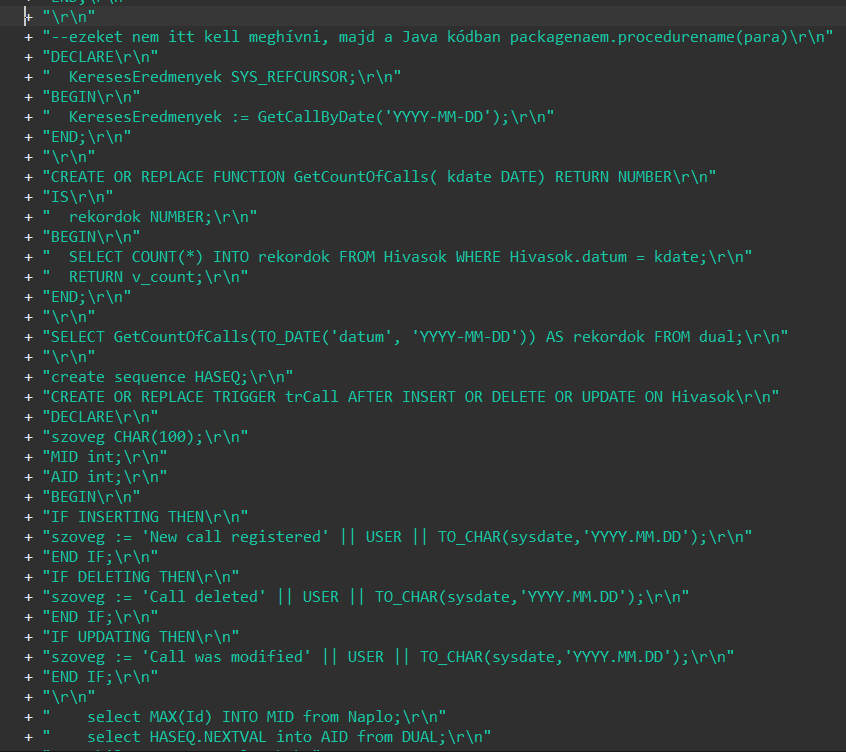 + "\r\n"
+ "--ezeket nem itt kell meghívni, majd a Java kódban packagenaem.procedurename(para)\r\n"
+ "DECLARE\r\n"
+ "  KeresesEredmenyek SYS_REFCURSOR;\r\n"
+ "BEGIN\r\n"
+ "  KeresesEredmenyek := GetCallByDate('YYYY-MM-DD');\r\n"
+ "END;\r\n"
+ "\r\n"
+ "CREATE OR REPLACE FUNCTION GetCountOfCalls( kdate DATE) RETURN NUMBER\r\n"
+ "IS\r\n"
+ "  rekordok NUMBER;\r\n"
+ "BEGIN\r\n"
+ "  SELECT COUNT(*) INTO rekordok FROM Hivasok WHERE Hivasok.datum = kdate;\r\n"
+ "  RETURN v_count;\r\n"
+ "END;\r\n"
+ "\r\n"
+ "SELECT GetCountOfCalls(TO_DATE('datum', 'YYYY-MM-DD')) AS rekordok FROM dual;\r\n"
+ "\r\n"
+ "create sequence HASEQ;\r\n"
+ "CREATE OR REPLACE TRIGGER trCall AFTER INSERT OR DELETE OR UPDATE ON Hivasok\r\n"
+ "DECLARE\r\n"
+ "szoveg CHAR(100);\r\n"
+ "MID int;\r\n"
+ "AID int;\r\n"
+ "BEGIN\r\n"
+ "IF INSERTING THEN\r\n"
+ "szoveg := 'New call registered' || USER || TO_CHAR(sysdate,'YYYY.MM.DD');\r\n"
+ "END IF;\r\n"
+ "IF DELETING THEN\r\n"
+ "szoveg := 'Call deleted' || USER || TO_CHAR(sysdate,'YYYY.MM.DD');\r\n"
+ "END IF;\r\n"
+ "IF UPDATING THEN\r\n"
+ "szoveg := 'Call was modified' || USER || TO_CHAR(sysdate,'YYYY.MM.DD');\r\n"
+ "END IF;\r\n"
+ "\r\n"
+ "    select MAX(Id) INTO MID from Naplo;\r\n"
+ "    select HASEQ.NEXTVAL into AID from DUAL;\r\n"